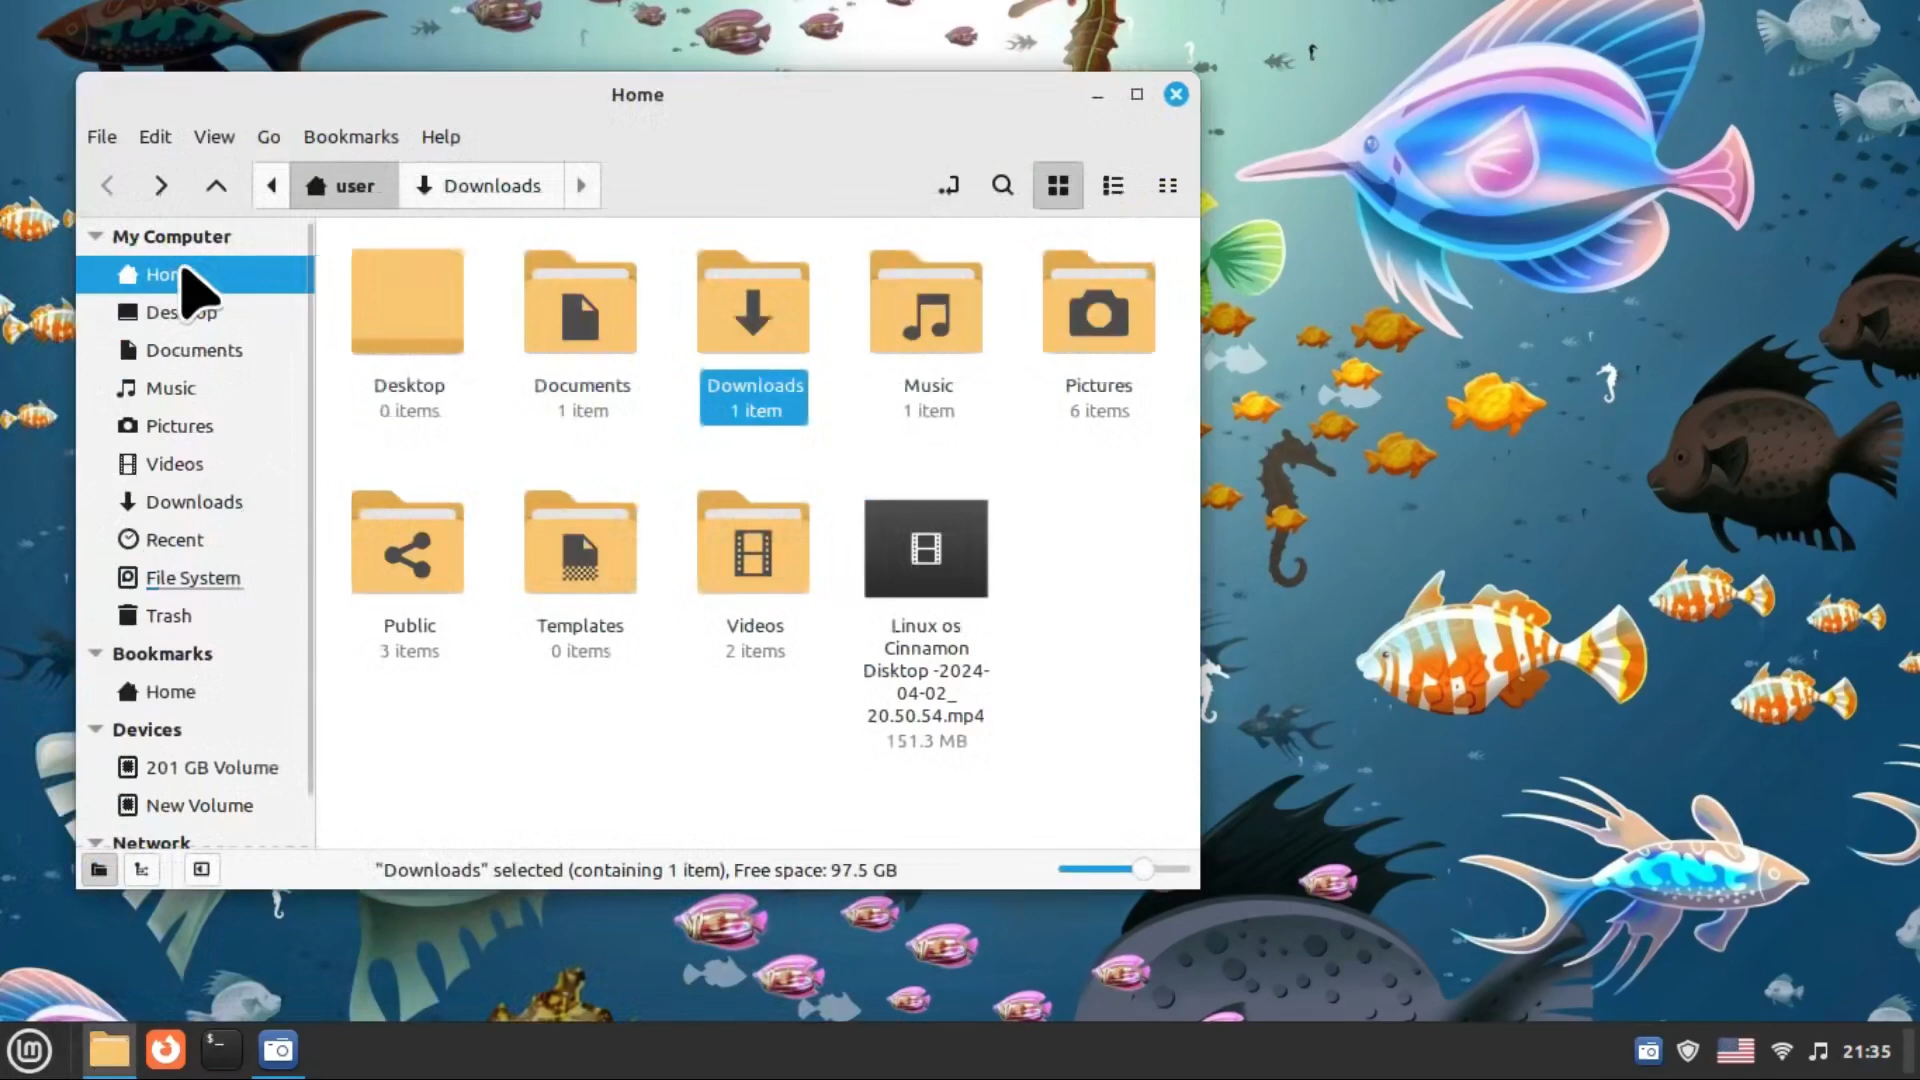 Home
File Edit View Go Bookmarks Help
user Downloads
My Computer
Desktop
Documents
Music
Pictures
Videos
Downloads
Recent
File System
Trash
Bookmarks
Home
Devices
201 GB Volume
New Volume
Network
Desktop
0 items
Documents
1 item
Downloads
1 item
Music
1 item
Pictures
6 items
Public
3 items
Templates
0 items
Videos
2 items
Linux os
Cinnamon
Disktop -2024-
04-02_
20.50.54.mp4
151.3 MB
"Downloads" selected (containing 1 item), Free space: 97.5 GB
$_
21:35